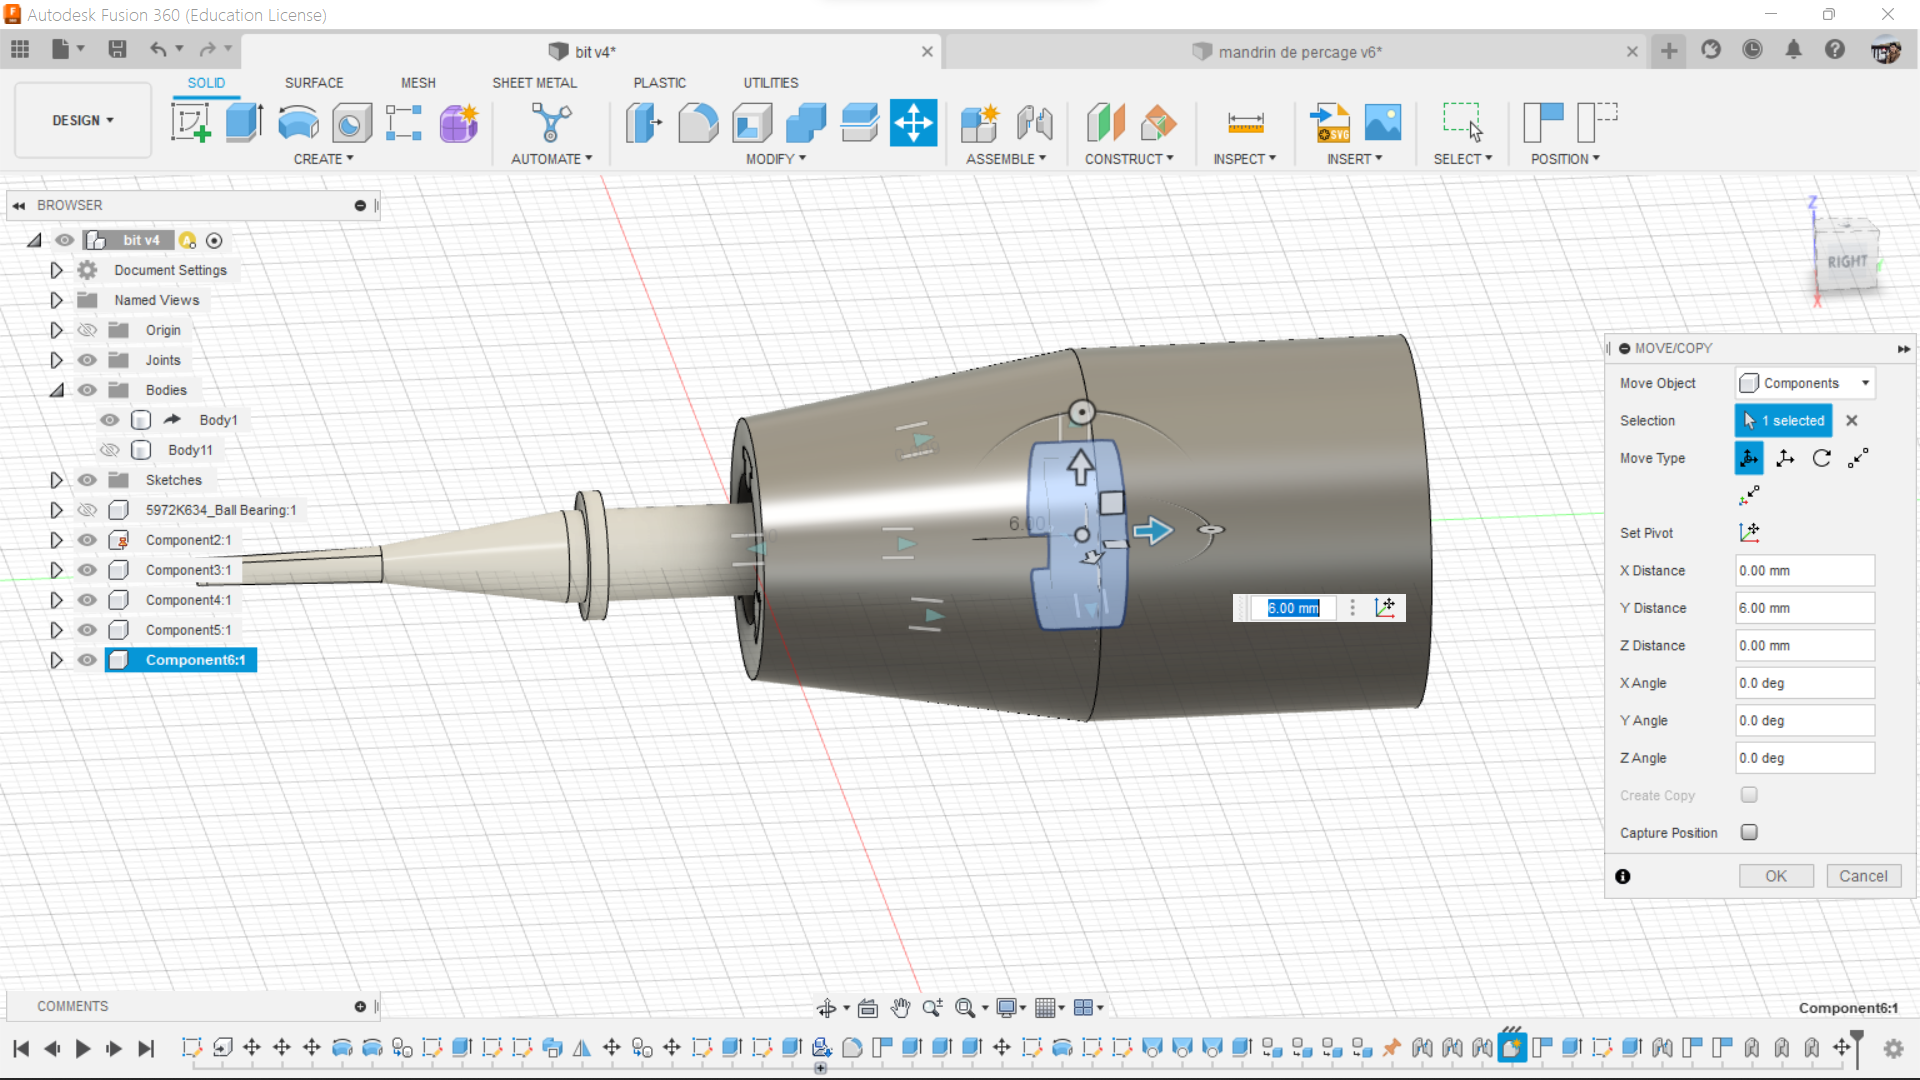 Autodesk Fusion 360 (Education License)
bit v4*
mandrin de percage v6*
SOLID
SURFACE
MESH
SHEET METAL
PLASTIC
UTILITIES
DESIGN
CREATE
AUTOMATE
MODIFY
ASSEMBLE
CONSTRUCT
INSPECT
INSERT
SELECT
POSITION
SVG
BROWSER
bit v4
Document Settings
Named Views
Origin
Joints
Bodies
Body1
Body11
Sketches
5972K634_Ball Bearing:1
Component2:1
Component3:1
Component4:1
Component5:1
Component6:1
Z
RIGHT
X
6.00
6.00 mm
MOVE/COPY
Move Object
Components
Selection
1 selected
Move Type
Set Pivot
X Distance
0.00 mm
Y Distance
6.00 mm
Z Distance
0.00 mm
X Angle
0.0 deg
Y Angle
0.0 deg
Z Angle
0.0 deg
Create Copy
Capture Position
OK
Cancel
COMMENTS
Component6:1